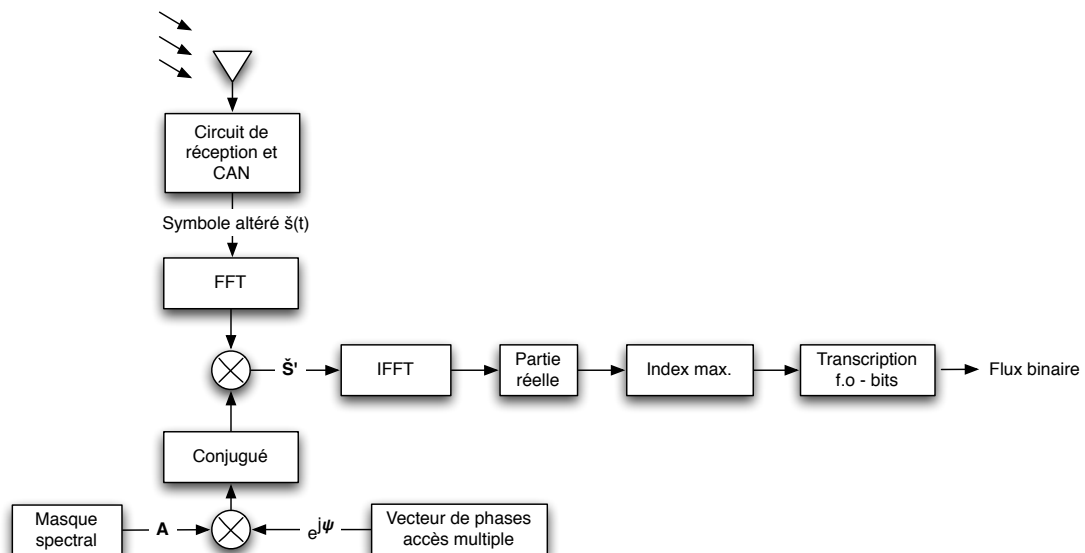 Circuit de
réception et
CAN
Symbole altéré š(t)
FFT
Š'
IFFT
Partie
réelle
Index max.
Transcription
f.o - bits
Flux binaire
Conjugué
Masque
spectral
A
e^jψ
Vecteur de phases
accès multiple